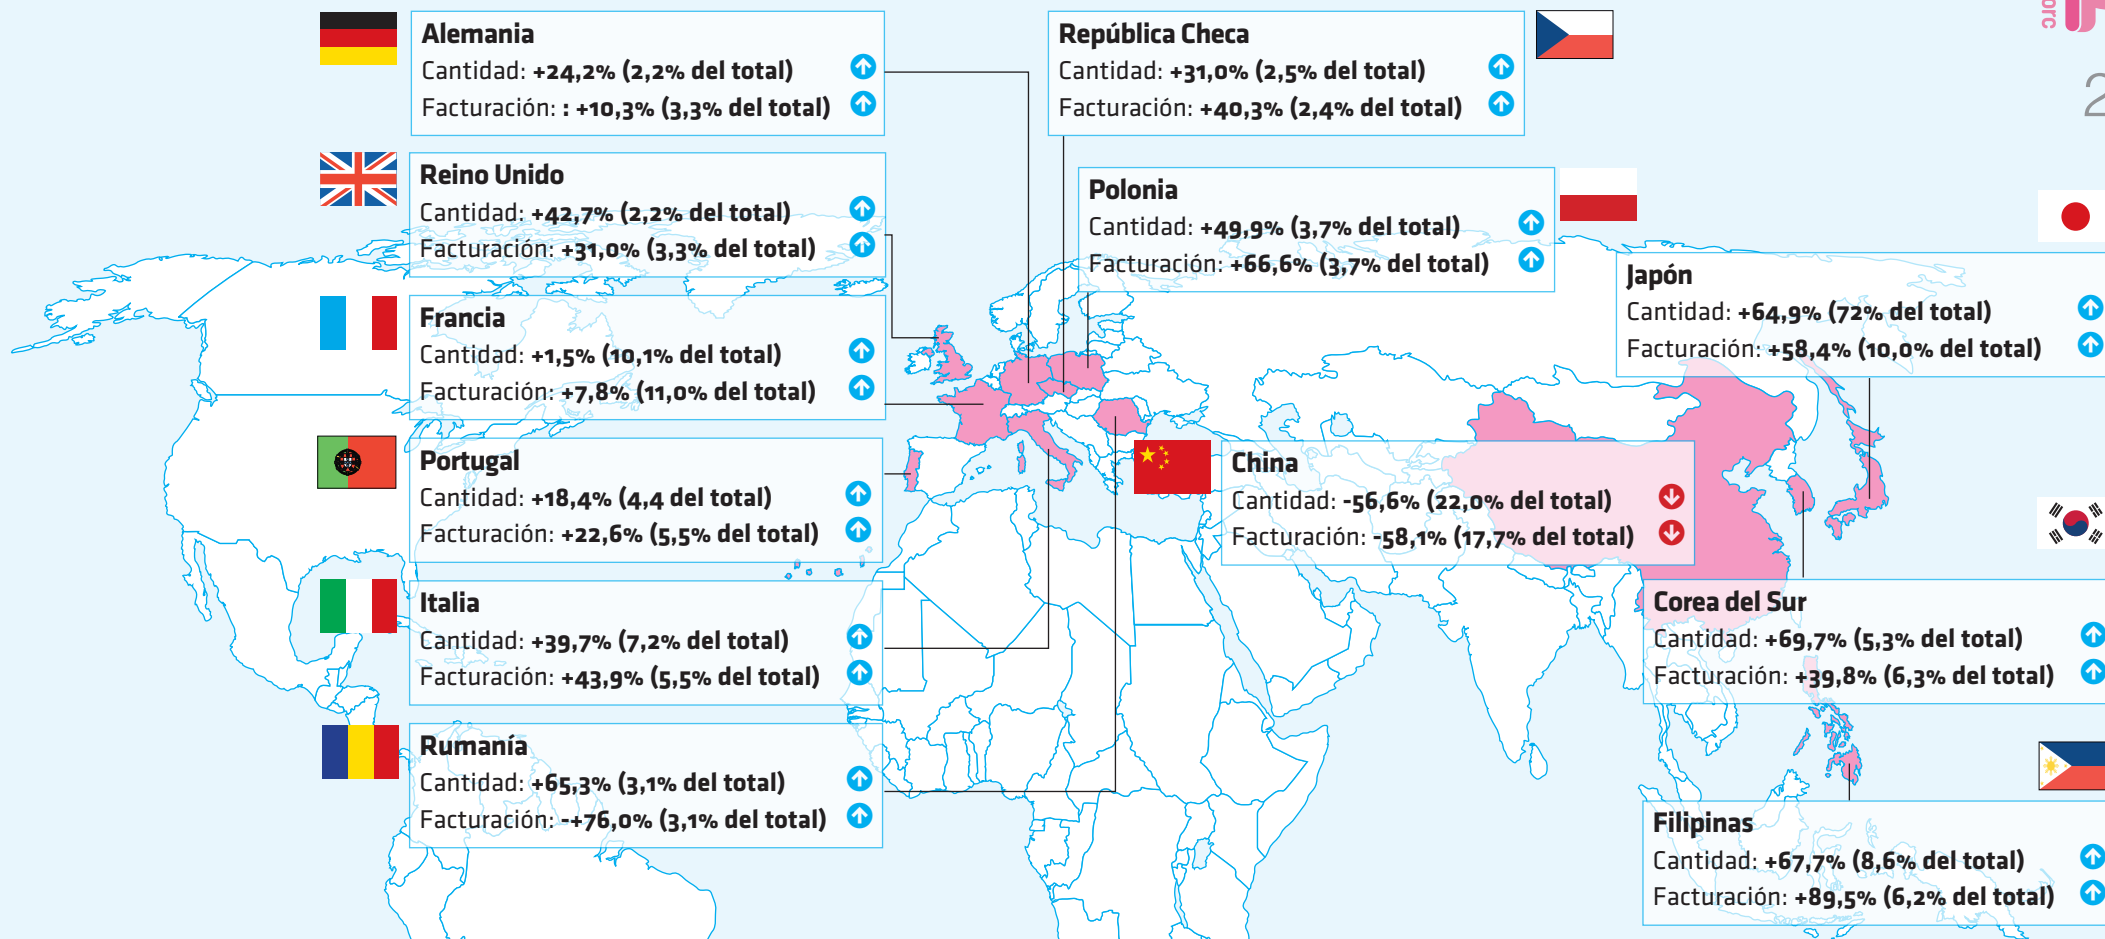 Alemania
Cantidad: +24,2% (2,2% del total)
Facturación: : +10,3% (3,3% del total)
República Checa
Cantidad: +31,0% (2,5% del total)
Facturación: +40,3% (2,4% del total)
Reino Unido
Cantidad: +42,7% (2,2% del total)
Facturación: +31,0% (3,3% del total)
Polonia
Cantidad: +49,9% (3,7% del total)
Facturación: +66,6% (3,7% del total)
Japón
Cantidad: +64,9% (72% del total)
Facturación: +58,4% (10,0% del total)
Francia
Cantidad: +1,5% (10,1% del total)
Facturación: +7,8% (11,0% del total)
Portugal
Cantidad: +18,4% (4,4 del total)
Facturación: +22,6% (5,5% del total)
China
Cantidad: -56,6% (22,0% del total)
Facturación: -58,1% (17,7% del total)
Italia
Cantidad: +39,7% (7,2% del total)
Facturación: +43,9% (5,5% del total)
Corea del Sur
Cantidad: +69,7% (5,3% del total)
Facturación: +39,8% (6,3% del total)
Rumanía
Cantidad: +65,3% (3,1% del total)
Facturación: -+76,0% (3,1% del total)
Filipinas
Cantidad: +67,7% (8,6% del total)
Facturación: +89,5% (6,2% del total)